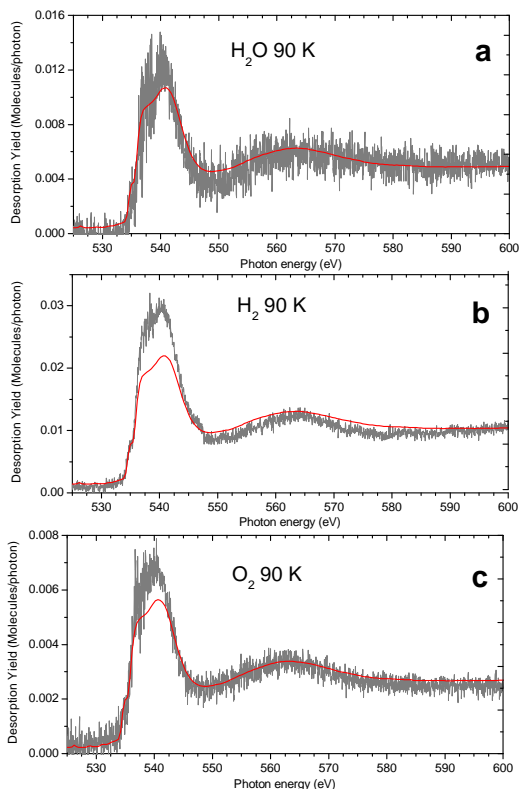 0.016
0.012
0.008
0.004
0.000
Desorption Yield (Molecules/photon)
H₂O 90 K
a
530 540 550 560 570 580 590 600
Photon energy (eV)
0.03
0.02
0.01
0.00
Desorption Yield (Molecules/photon)
H₂ 90 K
b
530 540 550 560 570 580 590 600
Photon energy (eV)
0.008
0.006
0.004
0.002
0.000
Desorption Yield (Molecules/photon)
O₂ 90 K
c
530 540 550 560 570 580 590 600
Photon energy (eV)